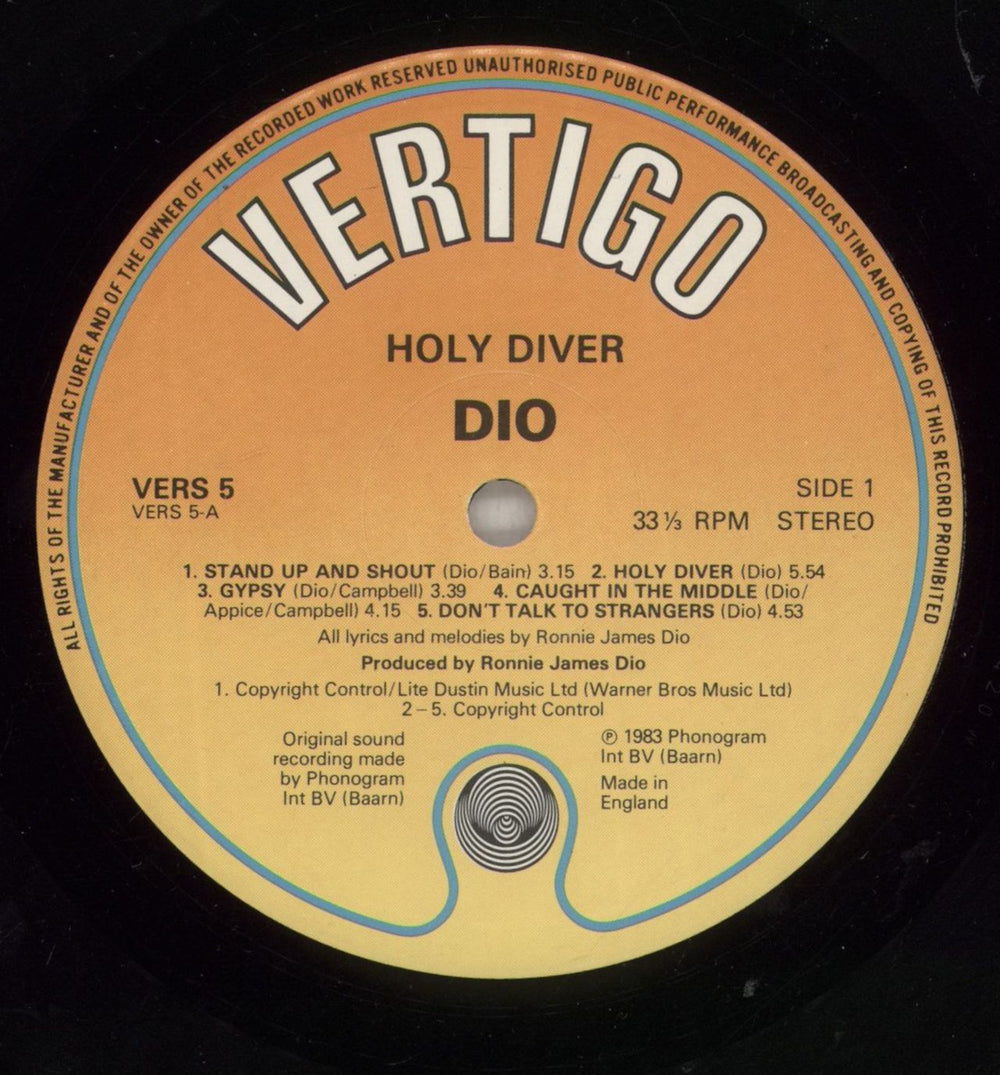 ALL RIGHTS OF THE MANUFACTURER AND OF THE OWNER OF THE RECORDED WORK RESERVED UNAUTHORISED PUBLIC PERFORMANCE BROADCASTING AND COPYING OF THIS RECORD PROHIBITED
VERTIGO
HOLY DIVER
DIO
VERS 5
VERS 5-A
SIDE 1
33⅓ RPM STEREO
1. STAND UP AND SHOUT (Dio/Bain) 3.15 2. HOLY DIVER (Dio) 5.54
3. GYPSY (Dio/Campbell) 3.39 4. CAUGHT IN THE MIDDLE (Dio/
Appice/Campbell) 4.15 5. DON'T TALK TO STRANGERS (Dio) 4.53
All lyrics and melodies by Ronnie James Dio
Produced by Ronnie James Dio
1. Copyright Control/Lite Dustin Music Ltd (Warner Bros Music Ltd)
2–5. Copyright Control
Original sound
recording made
by Phonogram
Int BV (Baarn)
℗ 1983 Phonogram
Int BV (Baarn)
Made in
England